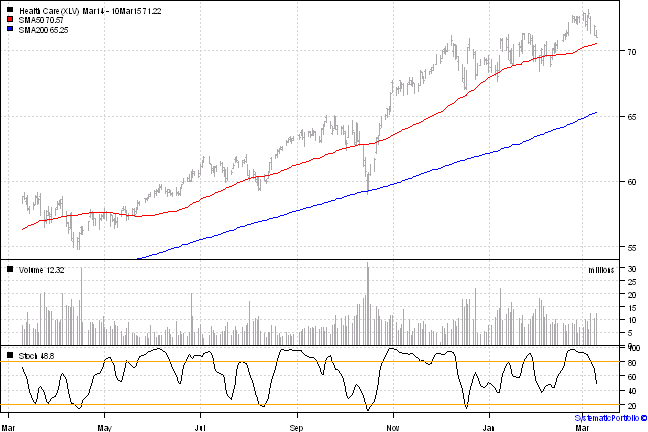 Health Care (XLV) Mar14 - 10Mar15 71.22
SMA50 70.57
SMA200 65.25
70
65
60
55
Volume 12.32
millions
30
25
20
15
10
5
0
Stoch 48.8
100
80
60
40
20
SystematicPortfolio ©
Mar May Jul Sep Nov Jan Mar